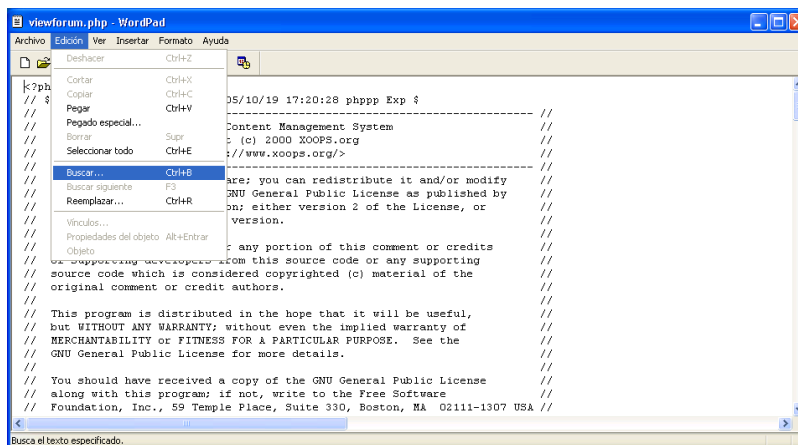 viewforum.php - WordPad
Archivo Edición Ver Insertar Formato Ayuda
Deshacer Ctrl+Z
Cortar Ctrl+X
Copiar Ctrl+C
Pegar Ctrl+V
Pegado especial...
Borrar Supr
Seleccionar todo Ctrl+E
Buscar... Ctrl+B
Buscar siguiente F3
Reemplazar... Ctrl+R
Vínculos...
Propiedades del objeto Alt+Entrar
Objeto
<?ph
// $ 05/10/19 17:20:28 phppp Exp $
// ------------------------------------------------ //
// Content Management System //
// (c) 2000 XOOPS.org //
// //www.xoops.org/> //
// ------------------------------------------------ //
// are; you can redistribute it and/or modify //
// GNU General Public License as published by //
// on; either version 2 of the License, or //
// version. //
// //
// any portion of this comment or credits //
// of supporting developers from this source code or any supporting //
// source code which is considered copyrighted (c) material of the //
// original comment or credit authors. //
// //
// This program is distributed in the hope that it will be useful, //
// but WITHOUT ANY WARRANTY; without even the implied warranty of //
// MERCHANTABILITY or FITNESS FOR A PARTICULAR PURPOSE. See the //
// GNU General Public License for more details. //
// //
// You should have received a copy of the GNU General Public License //
// along with this program; if not, write to the Free Software //
// Foundation, Inc., 59 Temple Place, Suite 330, Boston, MA 02111-1307 USA //
Busca el texto especificado.